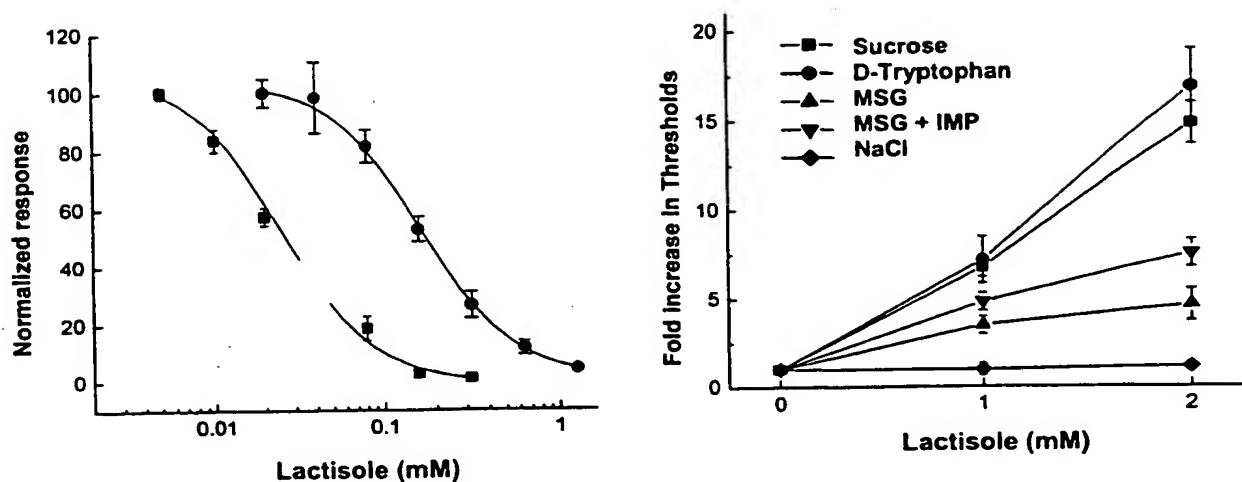 Normalized response
120
100
80
60
40
20
0
0.01
0.1
1
Lactisole (mM)
Fold increase in Thresholds
20
15
10
5
0
Sucrose
D-Tryptophan
MSG
MSG + IMP
NaCl
0
1
2
Lactisole (mM)